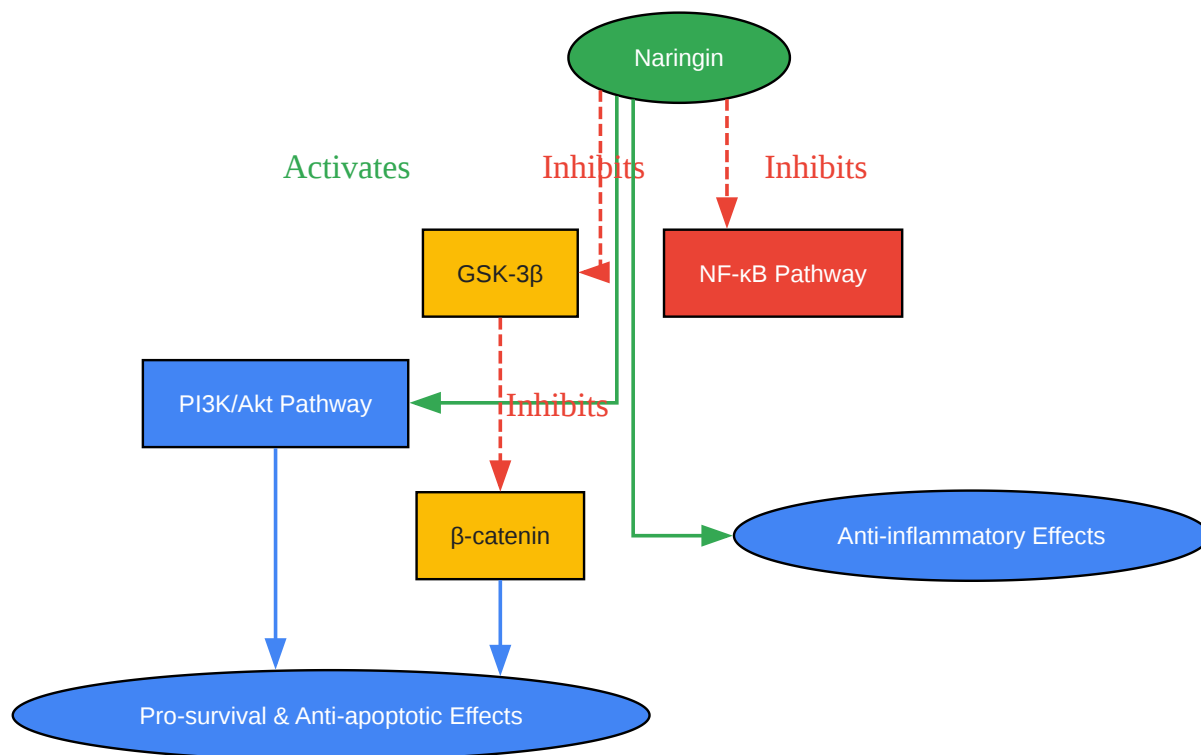 Naringin
Activates
Inhibits
Inhibits
GSK-3β
NF-κB Pathway
PI3K/Akt Pathway
Inhibits
β-catenin
Anti-inflammatory Effects
Pro-survival & Anti-apoptotic Effects